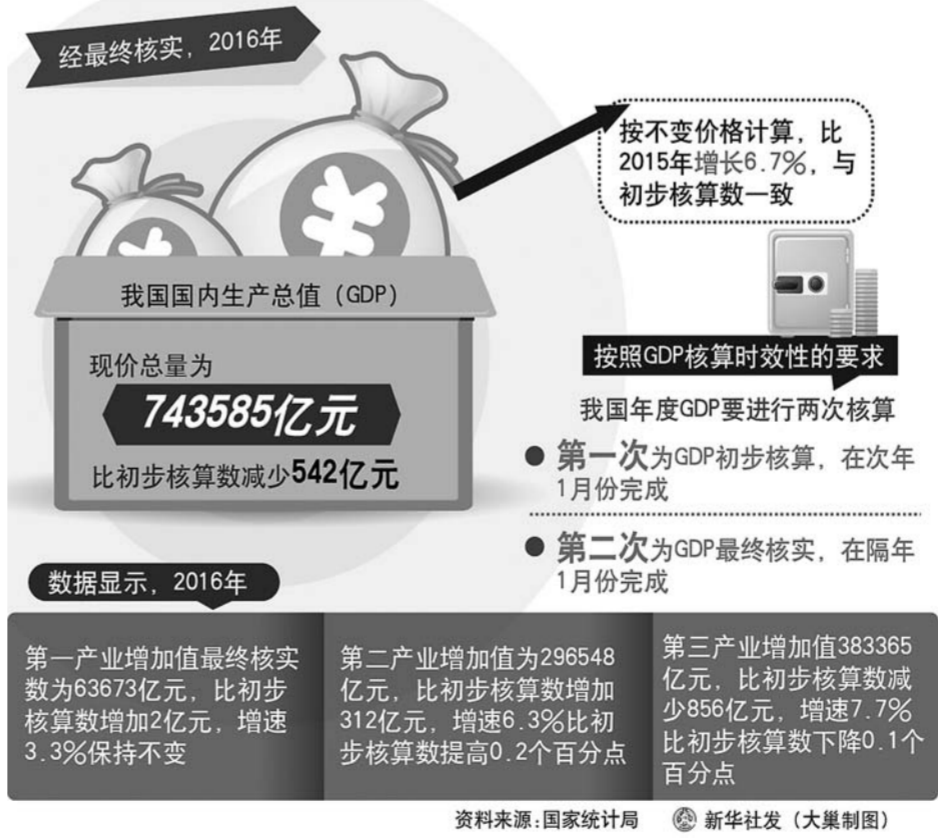 经最终核实，2016年
按不变价格计算，比
2015年增长6.7%，与
初步核算数一致
我国国内生产总值（GDP）
现价总量为
743585亿元
比初步核算数减少542亿元
按照GDP核算时效性的要求
我国年度GDP要进行两次核算
● 第一次为GDP初步核算，在次年
1月份完成
● 第二次为GDP最终核实，在隔年
1月份完成
数据显示，2016年
第一产业增加值最终核实
数为63673亿元，比初步
核算数增加2亿元，增速
3.3%保持不变
第二产业增加值为296548
亿元，比初步核算数增加
312亿元，增速6.3%比初
步核算数提高0.2个百分点
第三产业增加值383365
亿元，比初步核算数减
少856亿元，增速7.7%
比初步核算数下降0.1个
百分点
资料来源:国家统计局 新华社发（大巢制图）